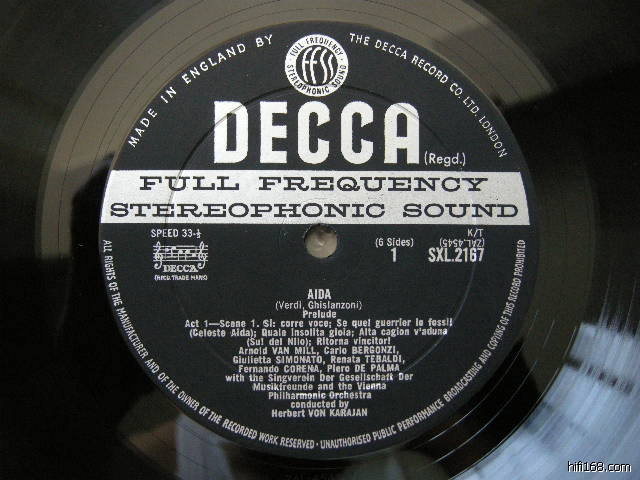 MADE IN ENGLAND BY
THE DECCA RECORD CO. LTD. LONDON
FULL FREQUENCY
ffss
STEREOPHONIC SOUND
DECCA (Regd.)
FULL FREQUENCY
STEREOPHONIC SOUND
SPEED 33-⅓
K/T
(ZAL.4545)
(6 Sides)
1 SXL.2167
DECCA
(REGD. TRADE MARK)
AIDA
(Verdi, Ghislanzoni)
Prelude
Act 1—Scene 1. Si: corre voce; Se quel guerrier lo fossi!
(Celeste Aida); Quale insolita gioia; Alta cagion v'aduna
(Su! del Nilo); Ritorna vincitor!
Arnold VAN MILL, Carlo BERGONZI,
Giulietta SIMONATO, Renata TEBALDI,
Fernando CORENA, Piero DE PALMA
with the Singverein Der Gesellschaft Der
Musikfreunde and the Vienna
Philharmonic Orchestra
conducted by
Herbert VON KARAJAN
ALL RIGHTS OF THE MANUFACTURER AND OF THE OWNER OF THE RECORDED WORK RESERVED · UNAUTHORISED PUBLIC PERFORMANCE BROADCASTING AND COPYING OF THIS RECORD PROHIBITED
hifi168.com